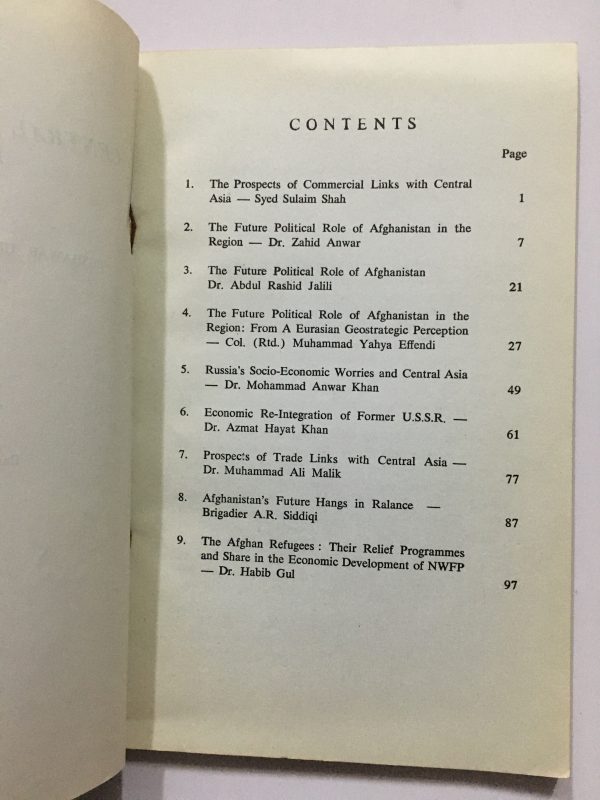 CONTENTS
Page
1. The Prospects of Commercial Links with Central
Asia — Syed Sulaim Shah 1
2. The Future Political Role of Afghanistan in the
Region — Dr. Zahid Anwar 7
3. The Future Political Role of Afghanistan
Dr. Abdul Rashid Jalili 21
4. The Future Political Role of Afghanistan in the
Region: From A Eurasian Geostrategic Perception
— Col. (Rtd.) Muhammad Yahya Effendi 27
5. Russia's Socio-Economic Worries and Central Asia
— Dr. Mohammad Anwar Khan 49
6. Economic Re-Integration of Former U.S.S.R. —
Dr. Azmat Hayat Khan 61
7. Prospects of Trade Links with Central Asia —
Dr. Muhammad Ali Malik 77
8. Afghanistan's Future Hangs in Ralance —
Brigadier A.R. Siddiqi 87
9. The Afghan Refugees : Their Relief Programmes
and Share in the Economic Development of NWFP
— Dr. Habib Gul 97